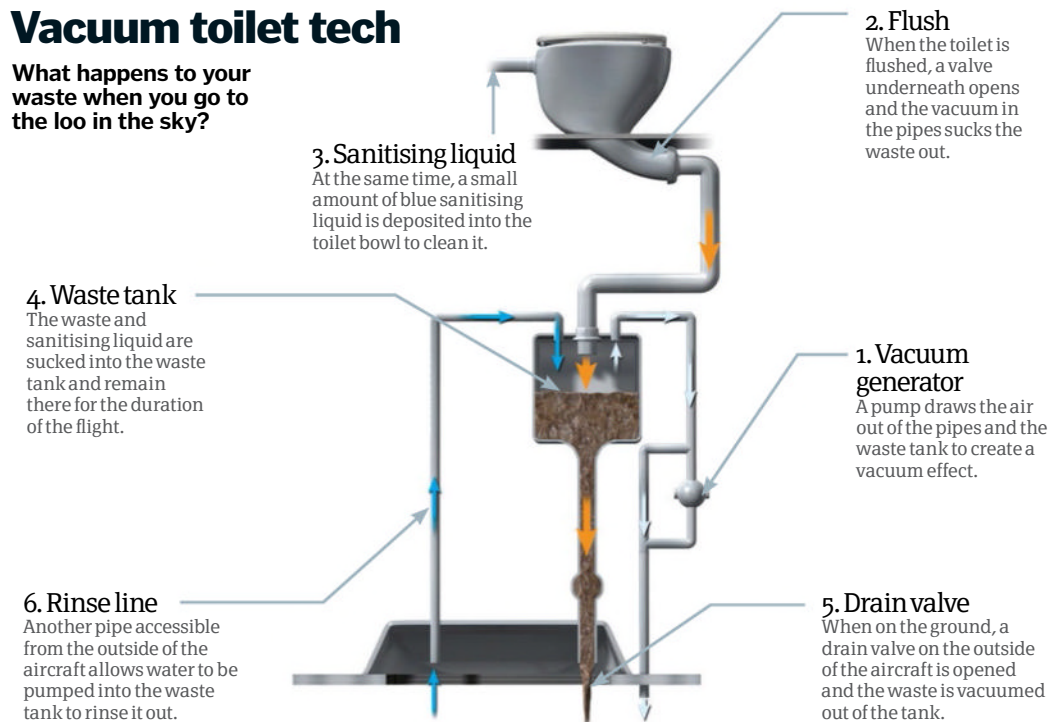 Vacuum toilet tech
What happens to your
waste when you go to
the loo in the sky?
1. Vacuum
generator
A pump draws the air
out of the pipes and the
waste tank to create a
vacuum effect.
2. Flush
When the toilet is
flushed, a valve
underneath opens
and the vacuum in
the pipes sucks the
waste out.
3. Sanitising liquid
At the same time, a small
amount of blue sanitising
liquid is deposited into the
toilet bowl to clean it.
4. Waste tank
The waste and
sanitising liquid are
sucked into the waste
tank and remain
there for the duration
of the flight.
5. Drain valve
When on the ground, a
drain valve on the outside
of the aircraft is opened
and the waste is vacuumed
out of the tank.
6. Rinse line
Another pipe accessible
from the outside of the
aircraft allows water to be
pumped into the waste
tank to rinse it out.